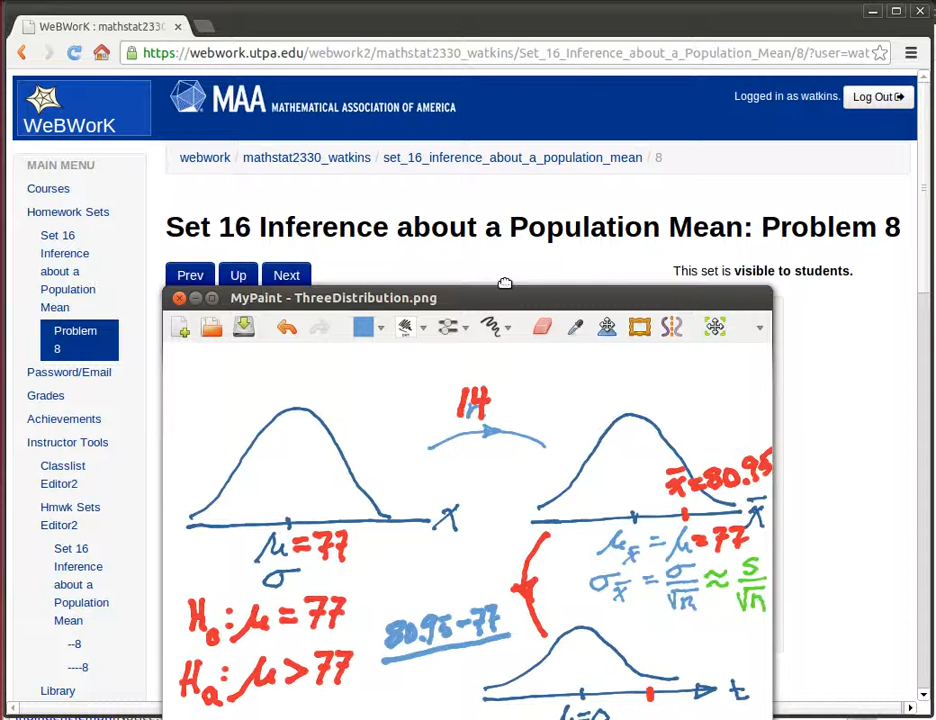 WeBWorK : mathstat2330
https://webwork.utpa.edu/webwork2/mathstat2330_watkins/Set_16_Inference_about_a_Population_Mean/8/?user=wat
WeBWorK
MAA MATHEMATICAL ASSOCIATION OF AMERICA
Logged in as watkins.
Log Out
MAIN MENU
Courses
Homework Sets
Set 16
Inference
about a
Population
Mean
Problem
8
Password/Email
Grades
Achievements
Instructor Tools
Classlist
Editor2
Hmwk Sets
Editor2
Set 16
Inference
about a
Population
Mean
--8
----8
Library
webwork / mathstat2330_watkins / set_16_inference_about_a_population_mean / 8
Set 16 Inference about a Population Mean: Problem 8
Prev
Up
Next
This set is visible to students.
MyPaint - ThreeDistribution.png
14
x
μ = 77
σ
x̄ = 80.95
x̄
μx̄ = μ = 77
σx̄ = σ/√n ≈ s/√n
H₀: μ = 77
Hₐ: μ > 77
80.95-77
t